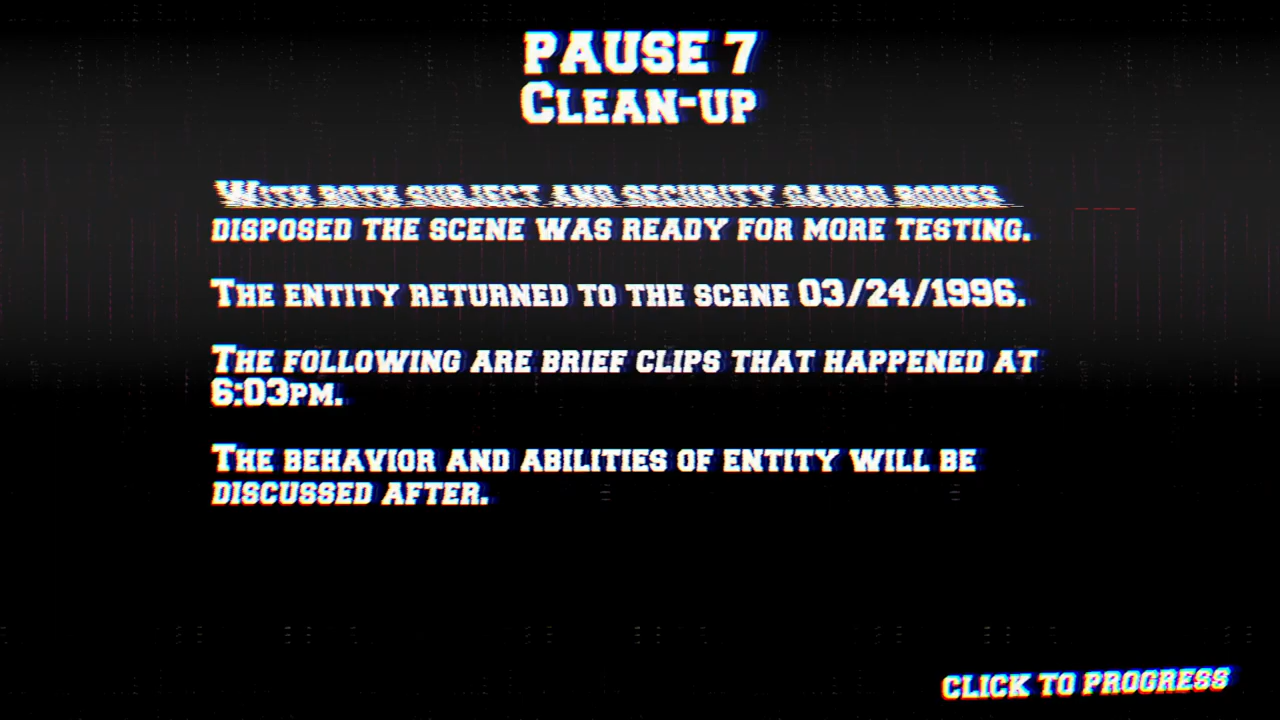 PAUSE 7
CLEAN-UP
WITH BOTH SUBJECT AND SECURITY GAURD BODIES
DISPOSED THE SCENE WAS READY FOR MORE TESTING.
THE ENTITY RETURNED TO THE SCENE 03/24/1996.
THE FOLLOWING ARE BRIEF CLIPS THAT HAPPENED AT
6:03PM.
THE BEHAVIOR AND ABILITIES OF ENTITY WILL BE
DISCUSSED AFTER.
CLICK TO PROGRESS